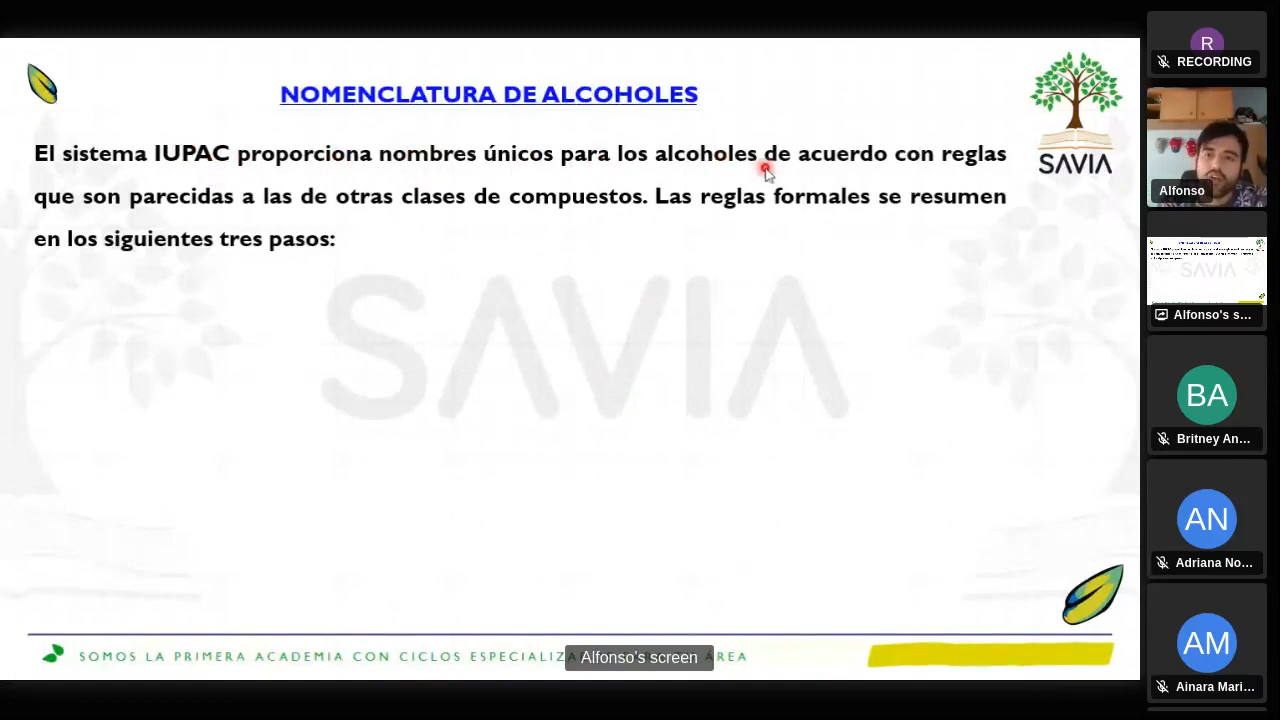 NOMENCLATURA DE ALCOHOLES
El sistema IUPAC proporciona nombres únicos para los alcoholes de acuerdo con reglas
que son parecidas a las de otras clases de compuestos. Las reglas formales se resumen
en los siguientes tres pasos:
SAVIA
SAVIA
SOMOS LA PRIMERA ACADEMIA CON CICLOS ÁREA
Alfonso's screen
R
RECORDING
Alfonso
Alfonso's s...
BA
Britney An...
AN
Adriana No...
AM
Ainara Mari...